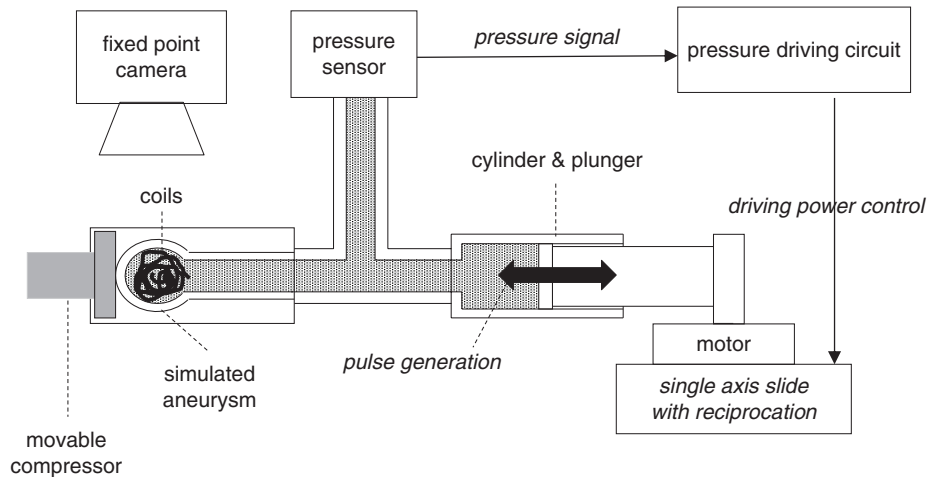 fixed point
camera
pressure
sensor
pressure signal
pressure driving circuit
cylinder & plunger
coils
driving power control
pulse generation
motor
simulated
aneurysm
single axis slide
with reciprocation
movable
compressor